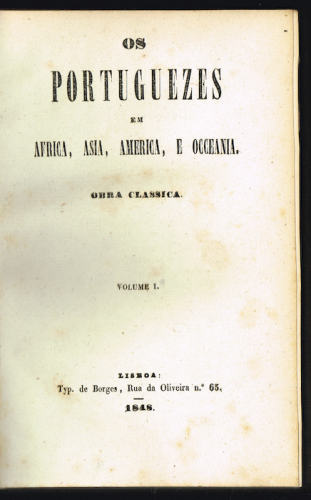 OS
PORTUGUEZES
EM
AFRICA, ASIA, AMERICA, E OCCEANIA.
OBRA CLASSICA.
VOLUME I.
LISBOA:
Typ. de Borges, Rua da Oliveira n.º 65.
1848.